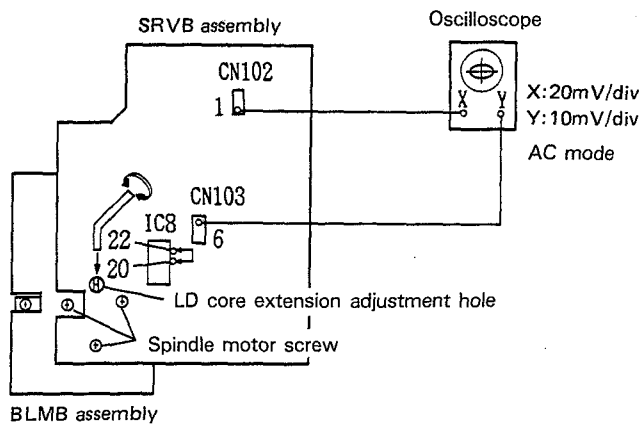 SRVB assembly
Oscilloscope
CN102
1
X Y
X:20mV/div
Y:10mV/div
AC mode
CN103
6
IC8
22
20
LD core extension adjustment hole
Spindle motor screw
BLMB assembly